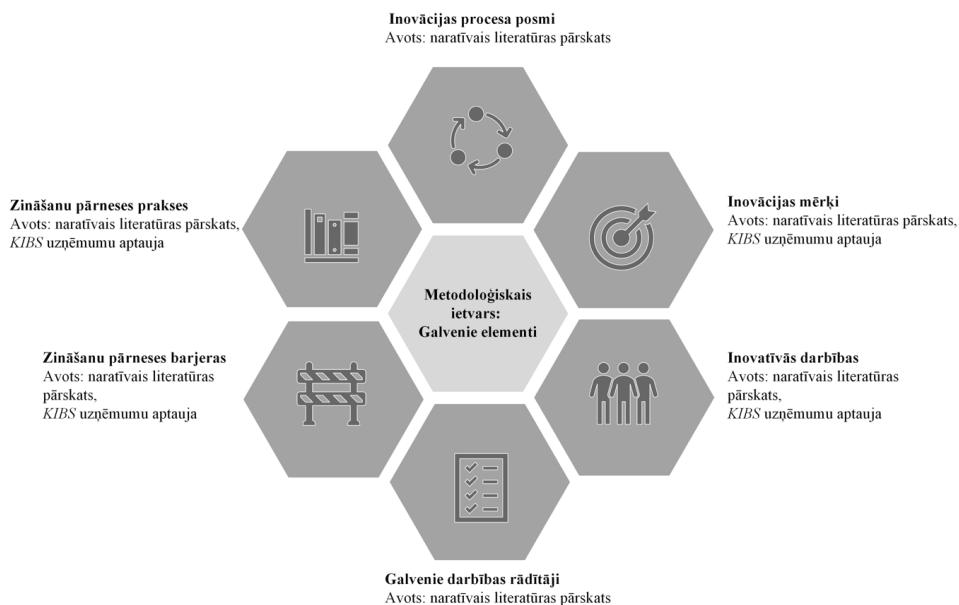 Inovācijas procesa posmi
Avots: naratīvais literatūras pārskats
Zināšanu pārneses prakses
Avots: naratīvais literatūras pārskats,
KIBS uzņēmumu aptauja
Inovācijas mērķi
Avots: naratīvais literatūras pārskats,
KIBS uzņēmumu aptauja
Metodoloģiskais
ietvars:
Galvenie elementi
Zināšanu pārneses barjeras
Avots: naratīvais literatūras
pārskats,
KIBS uzņēmumu aptauja
Inovatīvās darbības
Avots: naratīvais literatūras
pārskats,
KIBS uzņēmumu aptauja
Galvenie darbības rādītāji
Avots: naratīvais literatūras pārskats